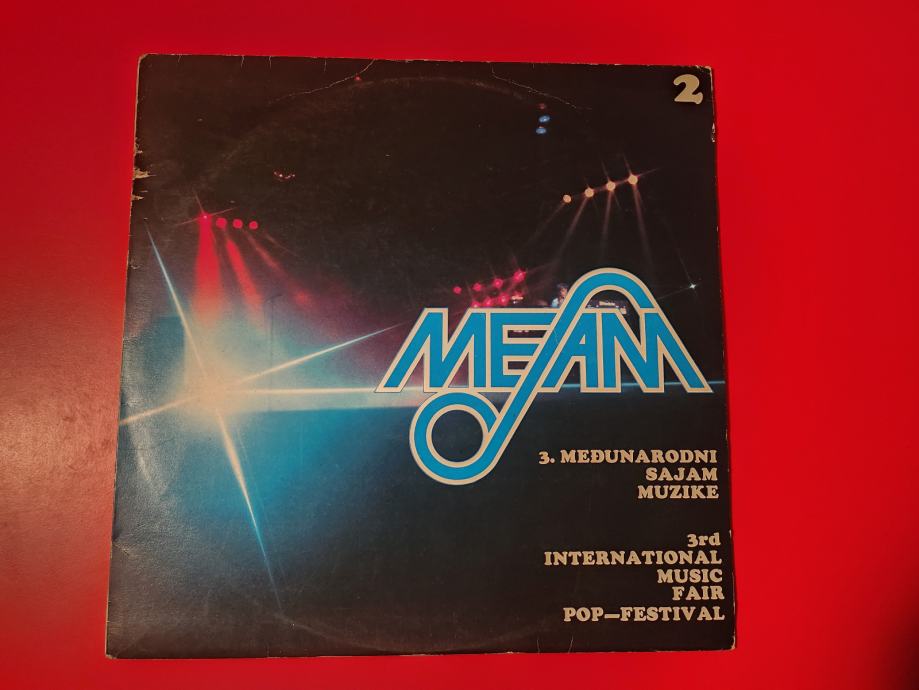 2
MESAM
3. MEĐUNARODNI
SAJAM
MUZIKE
3rd
INTERNATIONAL
MUSIC
FAIR
POP—FESTIVAL